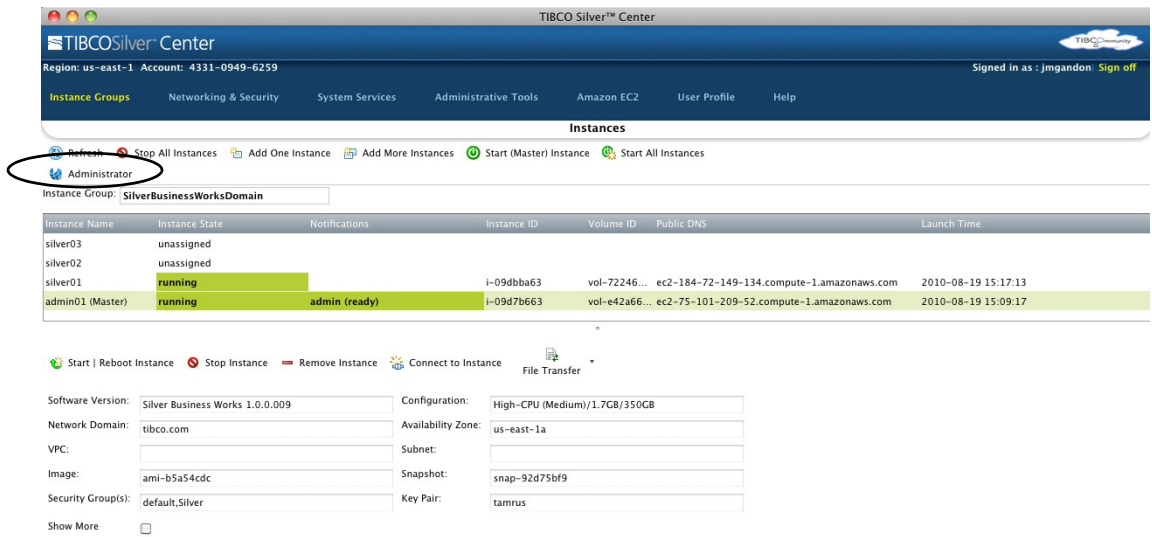 TIBCO Silver™ Center
TIBCOSilver™ Center
TIBCOmmunity
Region: us-east-1 Account: 4331-0949-6259
Signed in as : jmgandon| Sign off
Instance Groups Networking & Security System Services Administrative Tools Amazon EC2 User Profile Help
Instances
Refresh Stop All Instances Add One Instance Add More Instances Start (Master) Instance Start All Instances
Administrator
Instance Group: SilverBusinessWorksDomain
Instance Name Instance State Notifications Instance ID Volume ID Public DNS Launch Time
silver03 unassigned
silver02 unassigned
silver01 running i-09dbba63 vol-72246... ec2-184-72-149-134.compute-1.amazonaws.com 2010-08-19 15:17:13
admin01 (Master) running admin (ready) i-09d7b663 vol-e42a66... ec2-75-101-209-52.compute-1.amazonaws.com 2010-08-19 15:09:17
Start | Reboot Instance Stop Instance Remove Instance Connect to Instance File Transfer
Software Version: Silver Business Works 1.0.0.009 Configuration: High-CPU (Medium)/1.7GB/350GB
Network Domain: tibco.com Availability Zone: us-east-1a
VPC: Subnet:
Image: ami-b5a54cdc Snapshot: snap-92d75bf9
Security Group(s): default,Silver Key Pair: tamrus
Show More